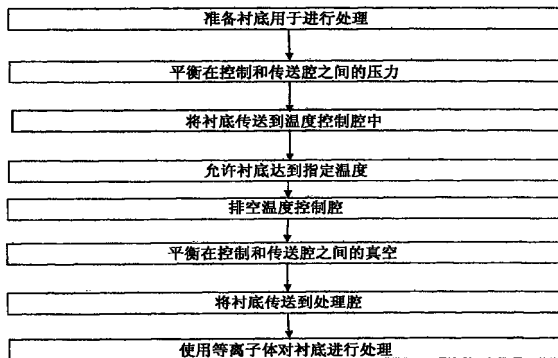 准备衬底用于进行处理
平衡在控制和传送腔之间的压力
将衬底传送到温度控制腔中
允许衬底达到指定温度
排空温度控制腔
平衡在控制和传送腔之间的真空
将衬底传送到处理腔
使用等离子体对衬底进行处理